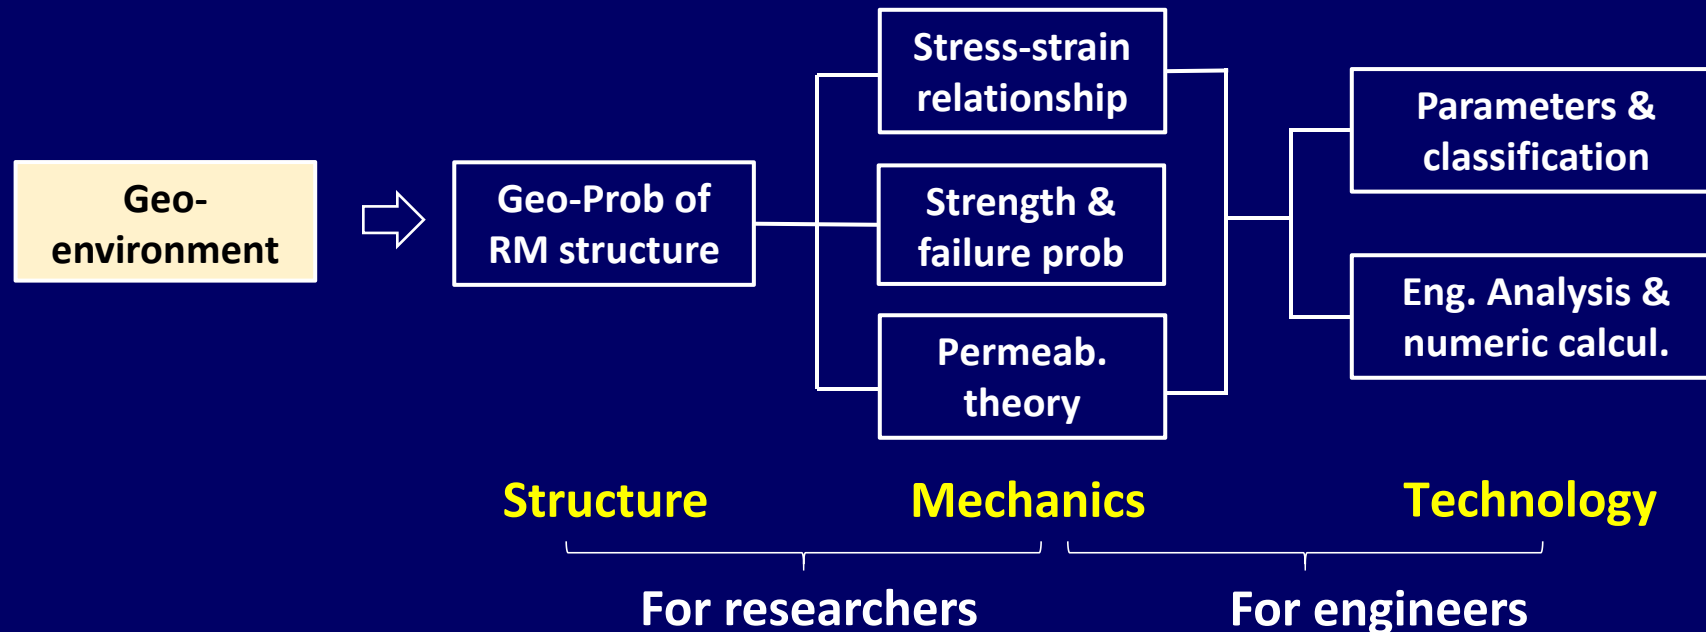 Geo-
environment
Geo-Prob of
RM structure
Stress-strain
relationship
Strength &
failure prob
Permeab.
theory
Parameters &
classification
Eng. Analysis &
numeric calcul.
Structure
Mechanics
Technology
For researchers
For engineers